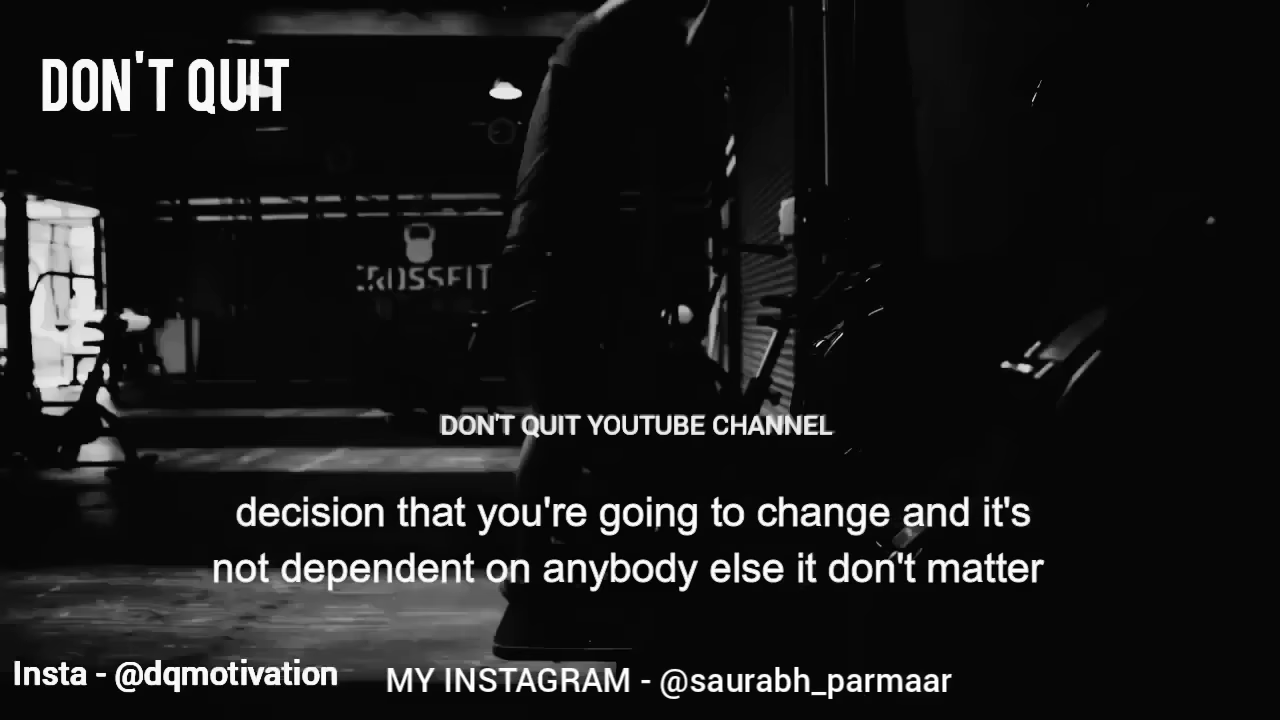 DON'T QUIT
CROSSFIT
DON'T QUIT YOUTUBE CHANNEL
decision that you're going to change and it's
not dependent on anybody else it don't matter
Insta - @dqmotivation
MY INSTAGRAM - @saurabh_parmaar